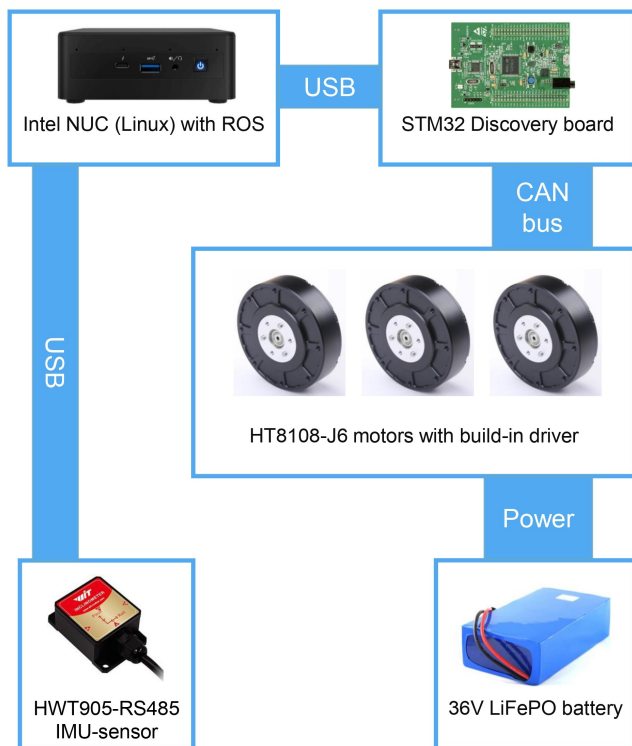 USB
Intel NUC (Linux) with ROS
STM32 Discovery board
CAN
bus
USB
HT8108-J6 motors with build-in driver
Power
INCLINOMETER
HWT905-RS485
IMU-sensor
36V LiFePO battery